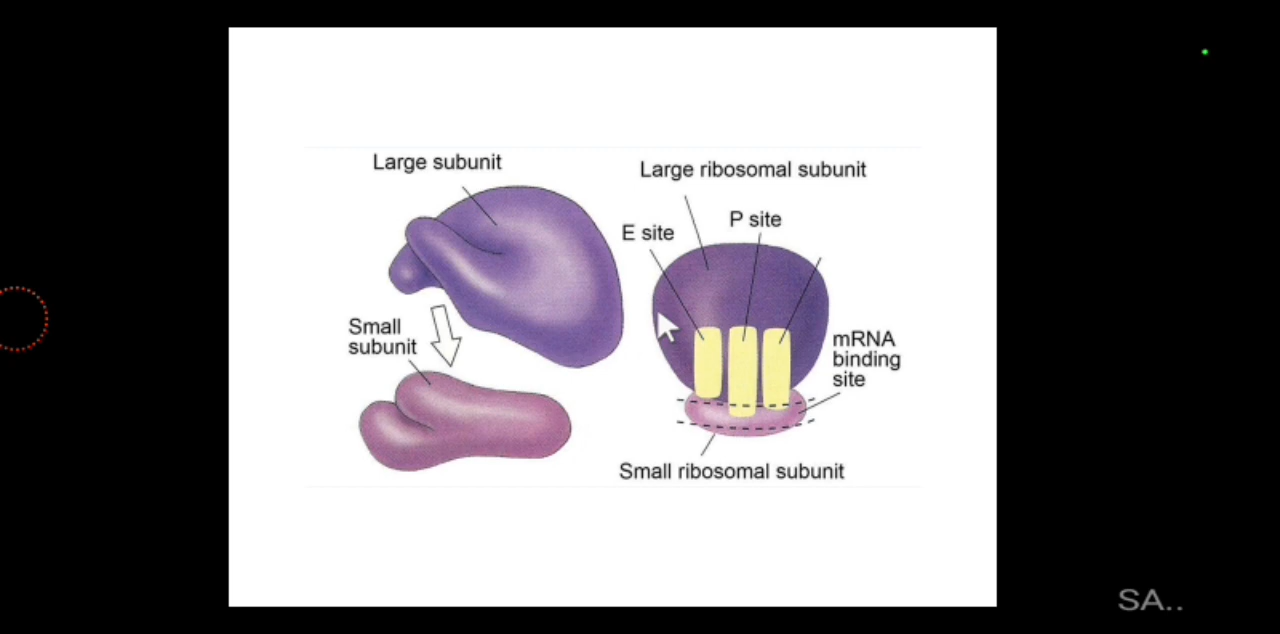 Large subunit
Large ribosomal subunit
P site
E site
Small
subunit
mRNA
binding
site
Small ribosomal subunit
SA..